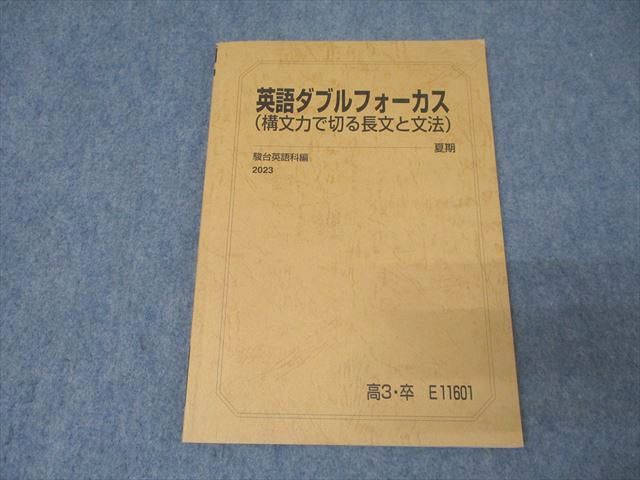 英語ダブルフォーカス
(構文力で切る長文と文法)
夏期
駿台英語科編
2023
高3・卒 E11601